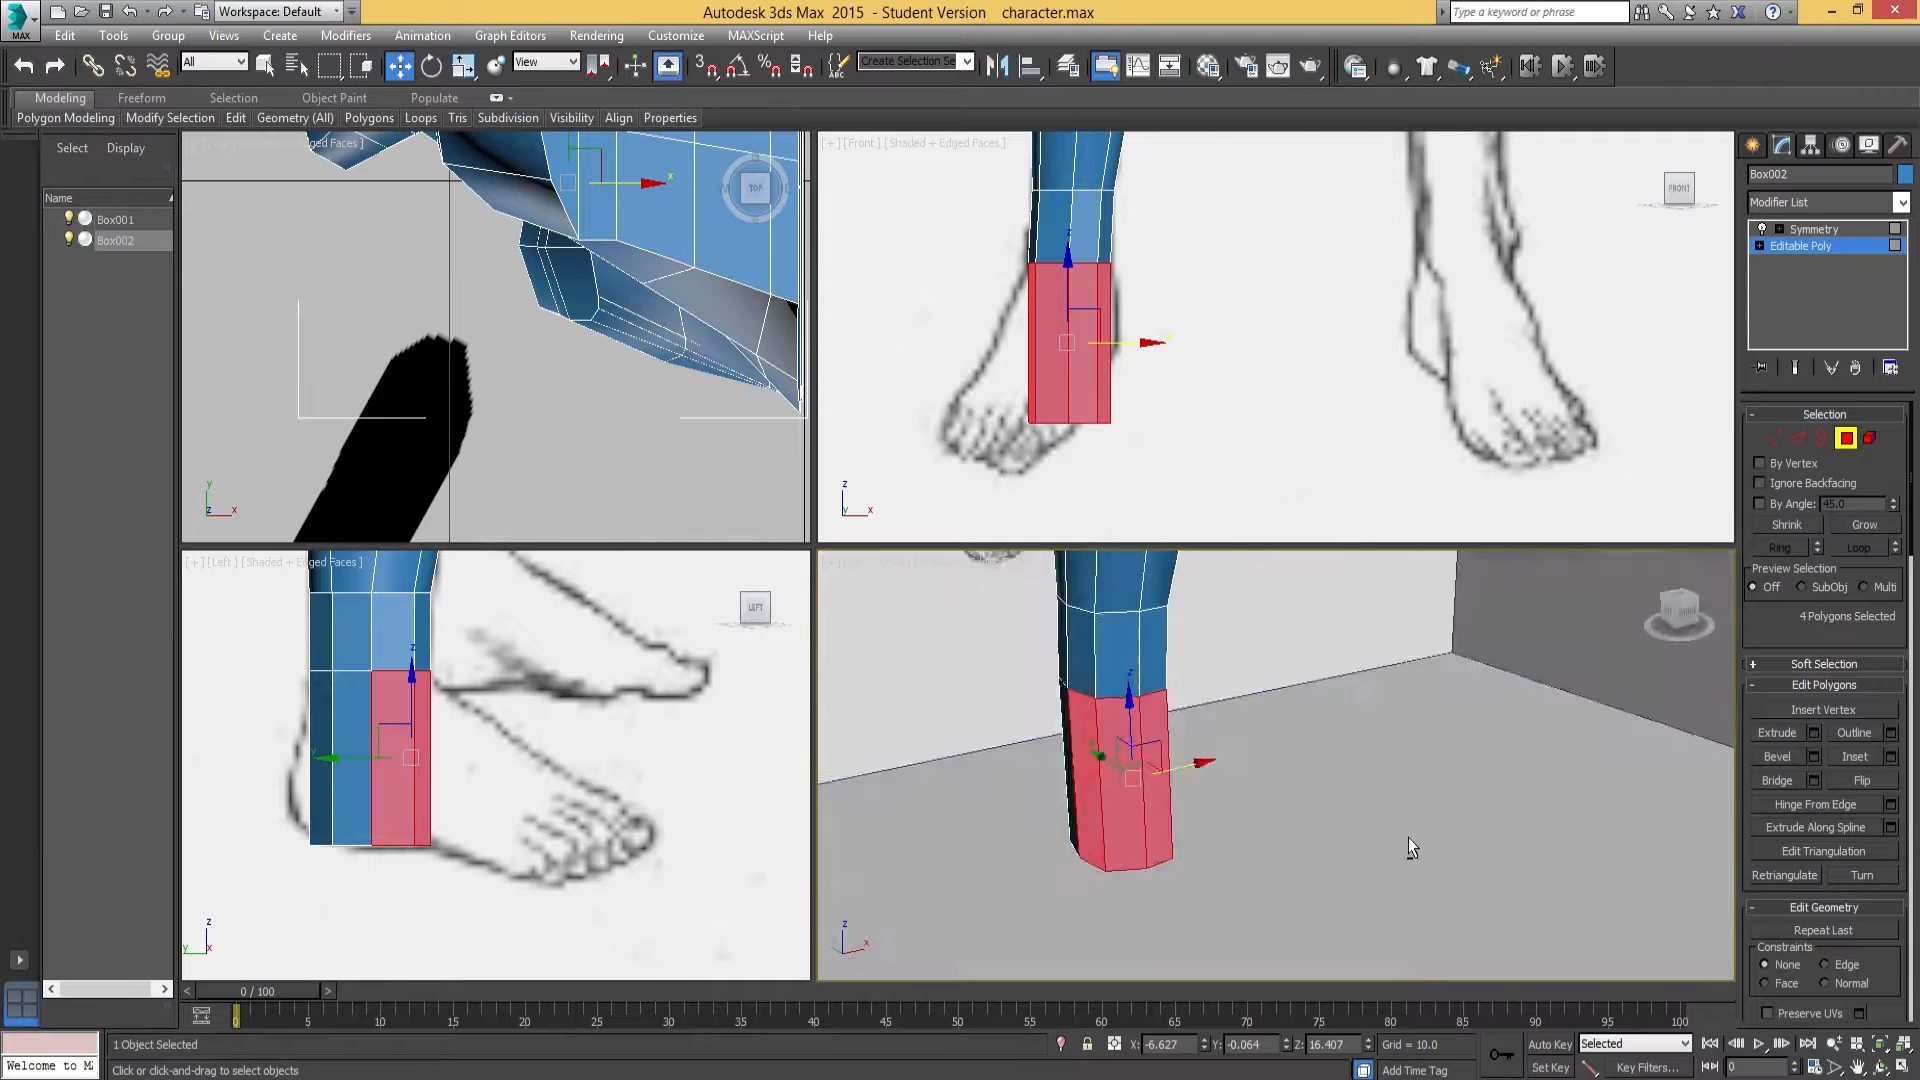 MAX
Workspace: Default
Autodesk 3ds Max 2015 - Student Version character.max
Type a keyword or phrase
Edit Tools Group Views Create Modifiers Animation Graph Editors Rendering Customize MAXScript Help
All
View
Create Selection Se
Modeling Freeform Selection Object Paint Populate
Polygon Modeling Modify Selection Edit Geometry (All) Polygons Loops Tris Subdivision Visibility Align Properties
Select Display
Name
Box001
Box002
TOP
[+] [Front] [Shaded + Edged Faces]
FRONT
[+] [Left] [Shaded + Edged Faces]
LEFT
Box002
Modifier List
Symmetry
Editable Poly
Selection
By Vertex
Ignore Backfacing
By Angle: 45.0
Shrink Grow
Ring Loop
Preview Selection
Off SubObj Multi
4 Polygons Selected
Soft Selection
Edit Polygons
Insert Vertex
Extrude Outline
Bevel Inset
Bridge Flip
Hinge From Edge
Extrude Along Spline
Edit Triangulation
Retriangulate Turn
Edit Geometry
Repeat Last
Constraints
None Edge
Face Normal
Preserve UVs
0 / 100
0 5 10 15 20 25 30 35 40 45 50 55 60 65 70 75 80 85 90 95 100
1 Object Selected
X: -6.627 Y: -0.064 Z: 16.407 Grid = 10.0
Auto Key Selected
Welcome to M
Click or click-and-drag to select objects
Add Time Tag
Set Key Key Filters... 0